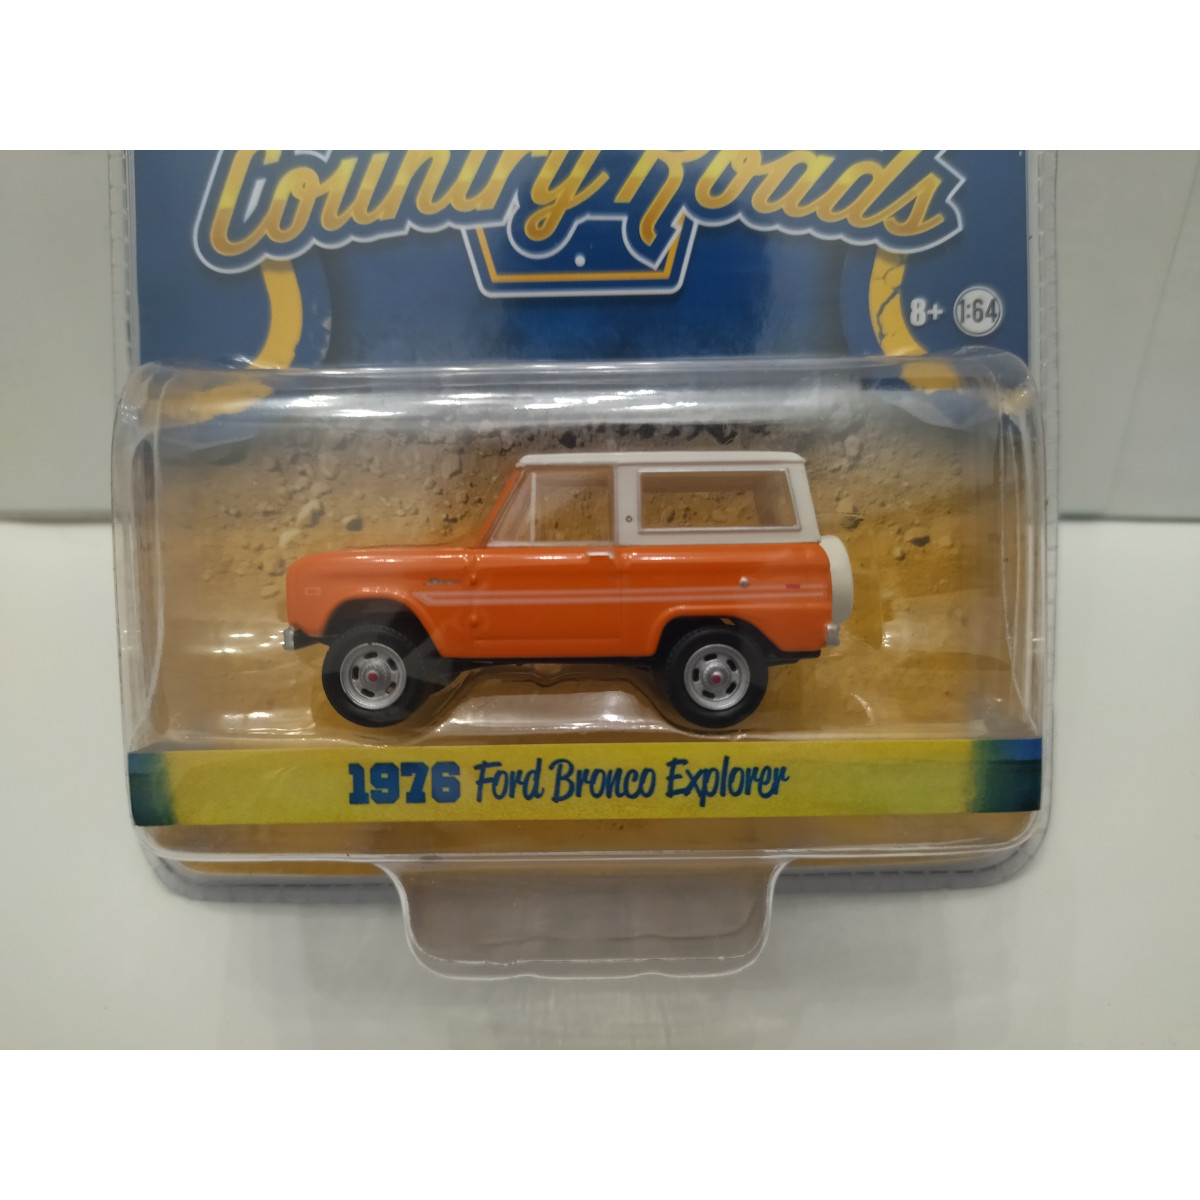 Country Roads
8+ 1:64
1976 Ford Bronco Explorer